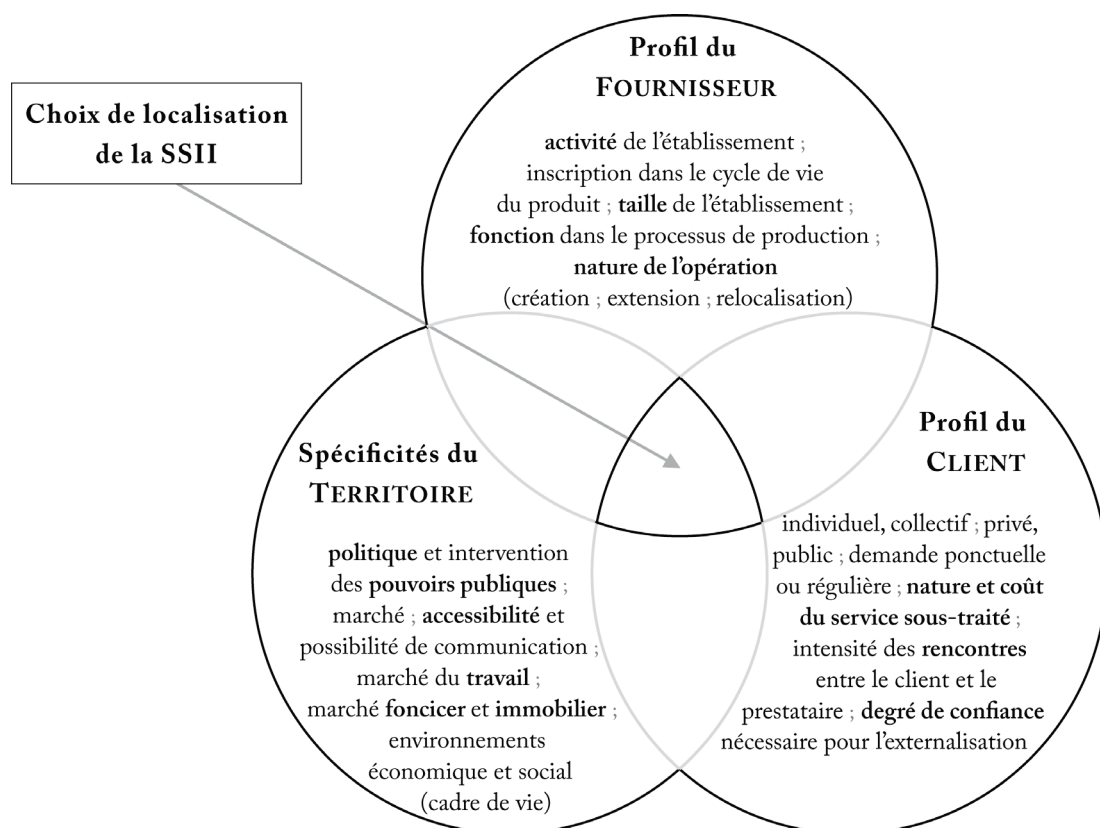 Choix de localisation
de la SSII
Profil du
FOURNISSEUR
activité de l'établissement ;
inscription dans le cycle de vie
du produit ; taille de l'établissement ;
fonction dans le processus de production ;
nature de l'opération
(création ; extension ; relocalisation)
Spécificités du
TERRITOIRE
politique et intervention
des pouvoirs publiques ;
marché ; accessibilité et
possibilité de communication ;
marché du travail ;
marché foncicer et immobilier ;
environnements
économique et social
(cadre de vie)
Profil du
CLIENT
individuel, collectif ; privé,
public ; demande ponctuelle
ou régulière ; nature et coût
du service sous-traité ;
intensité des rencontres
entre le client et le
prestataire ; degré de confiance
nécessaire pour l'externalisation